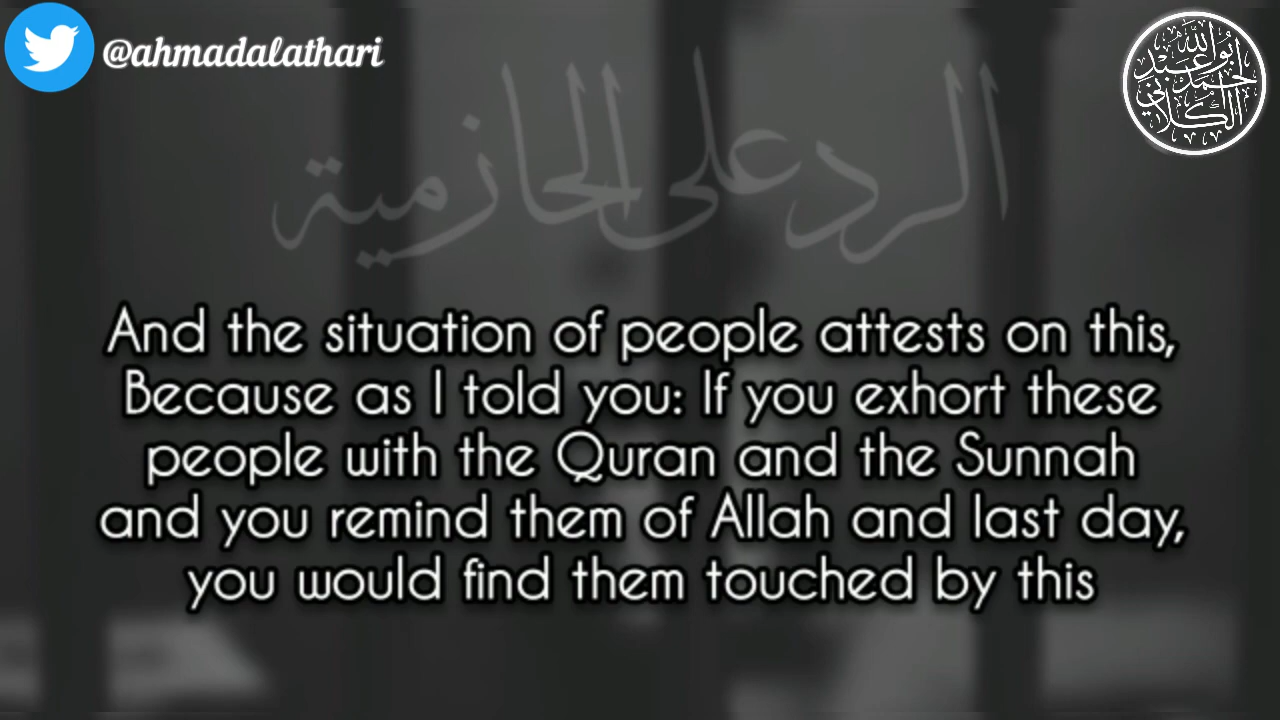 @ahmadalathari
الرد على الحازمية
And the situation of people attests on this,
Because as I told you: If you exhort these
people with the Quran and the Sunnah
and you remind them of Allah and last day,
you would find them touched by this